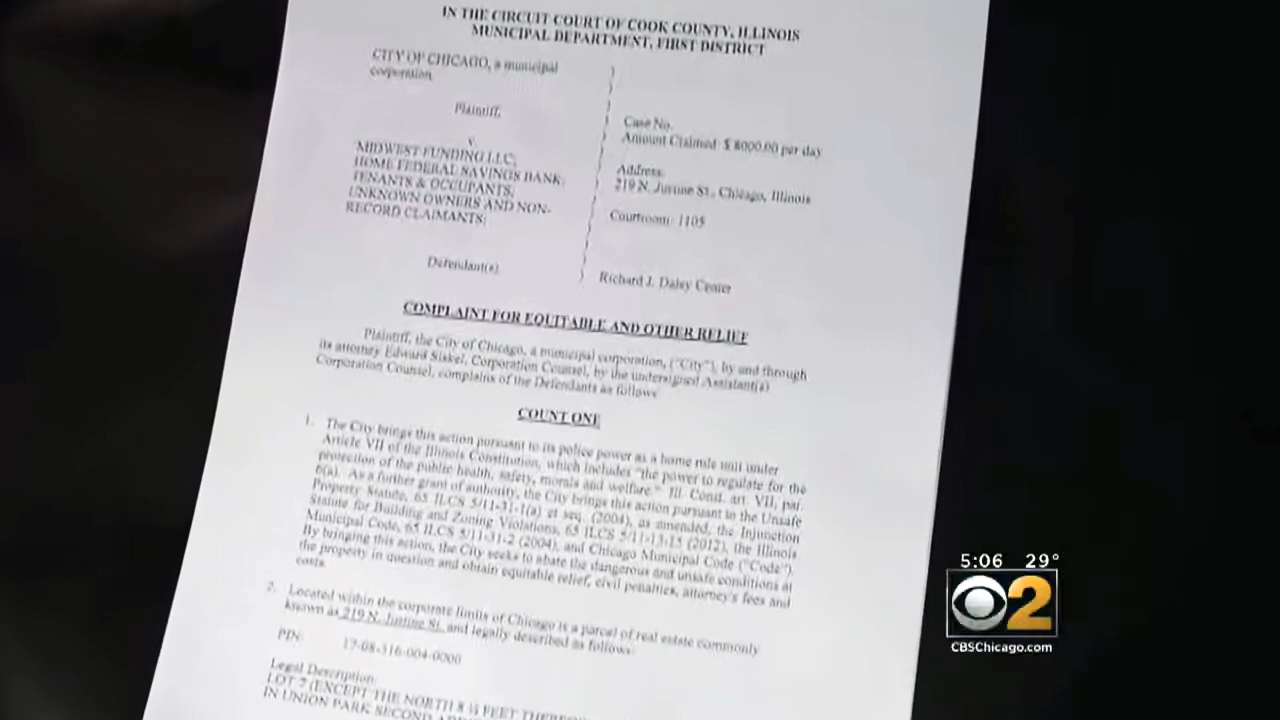 IN THE CIRCUIT COURT OF COOK COUNTY, ILLINOIS
MUNICIPAL DEPARTMENT, FIRST DISTRICT
CITY OF CHICAGO, a municipal
corporation,
Plaintiff,
v.
MIDWEST FUNDING LLC;
HOME FEDERAL SAVINGS BANK;
TENANTS & OCCUPANTS;
UNKNOWN OWNERS AND NON-
RECORD CLAIMANTS;
Defendant(s).
)
Case No.
Amount Claimed: $ 8000.00 per day
Address:
219 N. Justine St., Chicago, Illinois
Courtroom: 1105
Richard J. Daley Center
COMPLAINT FOR EQUITABLE AND OTHER RELIEF
Plaintiff, the City of Chicago, a municipal corporation, ("City"), by and through
its attorney Edward Siskel, Corporation Counsel, by the undersigned Assistant(s)
Corporation Counsel, complains of the Defendants as follows:
COUNT ONE
1. The City brings this action pursuant to its police power as a home rule unit under
Article VII of the Illinois Constitution, which includes "the power to regulate for the
protection of the public health, safety, morals and welfare." Ill. Const. art. VII, par.
6(a). As a further grant of authority, the City brings this action pursuant to the Unsafe
Property Statute, 65 ILCS 5/11-31-1(a) et seq. (2004), as amended, the Injunction
Statute for Building and Zoning Violations, 65 ILCS 5/11-13-15 (2012), the Illinois
Municipal Code, 65 ILCS 5/11-31-2 (2004), and Chicago Municipal Code ("Code").
By bringing this action, the City seeks to abate the dangerous and unsafe conditions at
the property in question and obtain equitable relief, civil penalties, attorney's fees and
costs.
2. Located within the corporate limits of Chicago is a parcel of real estate commonly
known as 219 N. Justine St. and legally described as follows:
PIN: 17-08-316-004-0000
Legal Description:
LOT 7 (EXCEPT THE NORTH 8 ½ FEET
IN UNION PARK SECOND
5:06 29°
2
CBSChicago.com